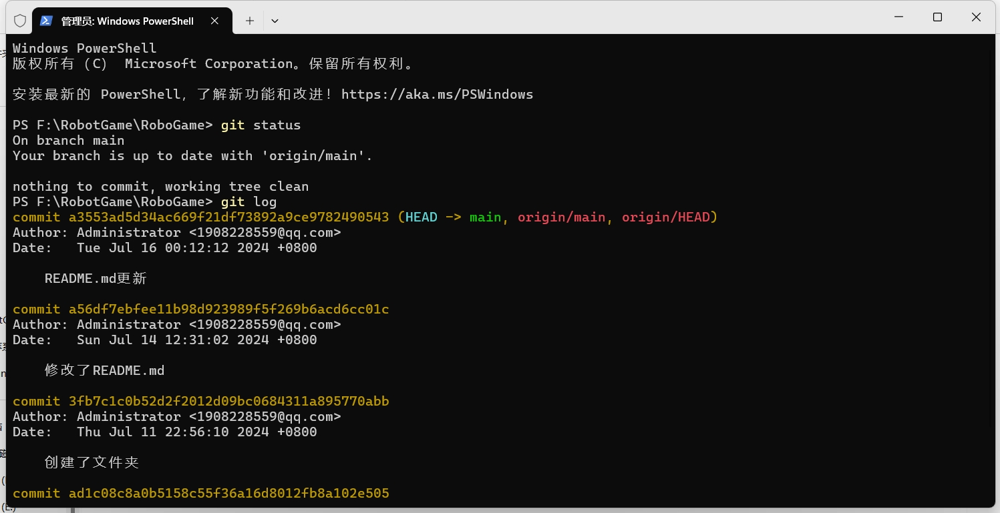 管理员: Windows PowerShell
Windows PowerShell
版权所有 (C) Microsoft Corporation。保留所有权利。
安装最新的 PowerShell，了解新功能和改进！https://aka.ms/PSWindows
PS F:\RobotGame\RoboGame> git status
On branch main
Your branch is up to date with 'origin/main'.
nothing to commit, working tree clean
PS F:\RobotGame\RoboGame> git log
commit a3553ad5d34ac669f21df73892a9ce9782490543 (HEAD -> main, origin/main, origin/HEAD)
Author: Administrator <1908228559@qq.com>
Date:   Tue Jul 16 00:12:12 2024 +0800
README.md更新
commit a56df7ebfee11b98d923989f5f269b6acd6cc01c
Author: Administrator <1908228559@qq.com>
Date:   Sun Jul 14 12:31:02 2024 +0800
修改了README.md
commit 3fb7c1c0b52d2f2012d09bc0684311a895770abb
Author: Administrator <1908228559@qq.com>
Date:   Thu Jul 11 22:56:10 2024 +0800
创建了文件夹
commit ad1c08c8a0b5158c55f36a16d8012fb8a102e505